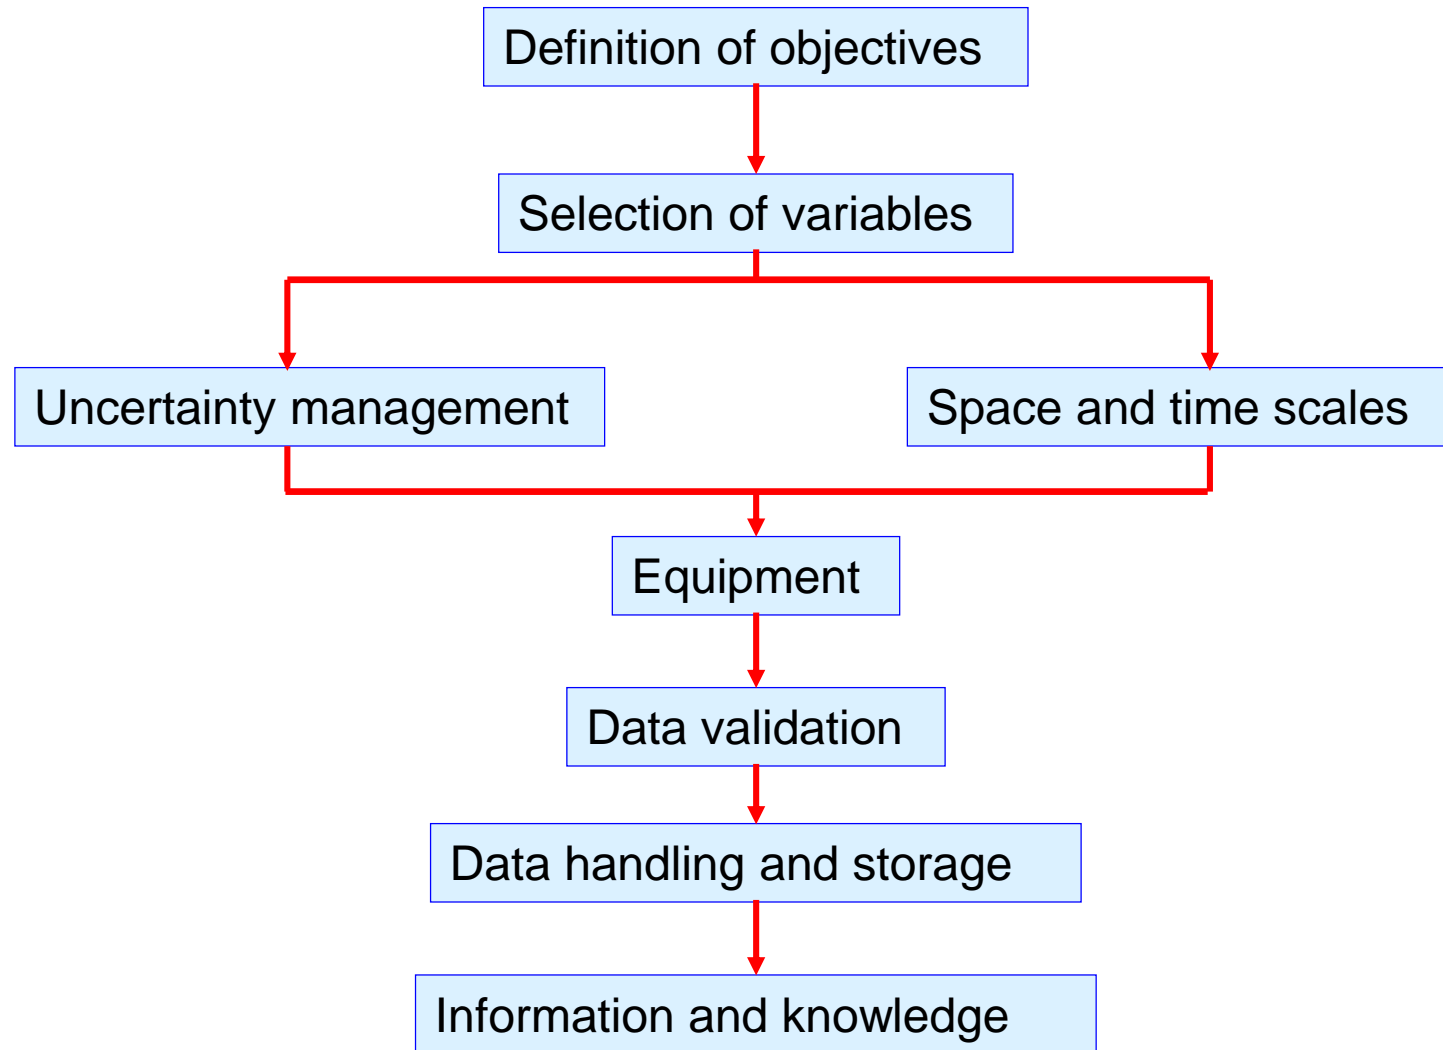 Definition of objectives
Selection of variables
Uncertainty management
Space and time scales
Equipment
Data validation
Data handling and storage
Information and knowledge